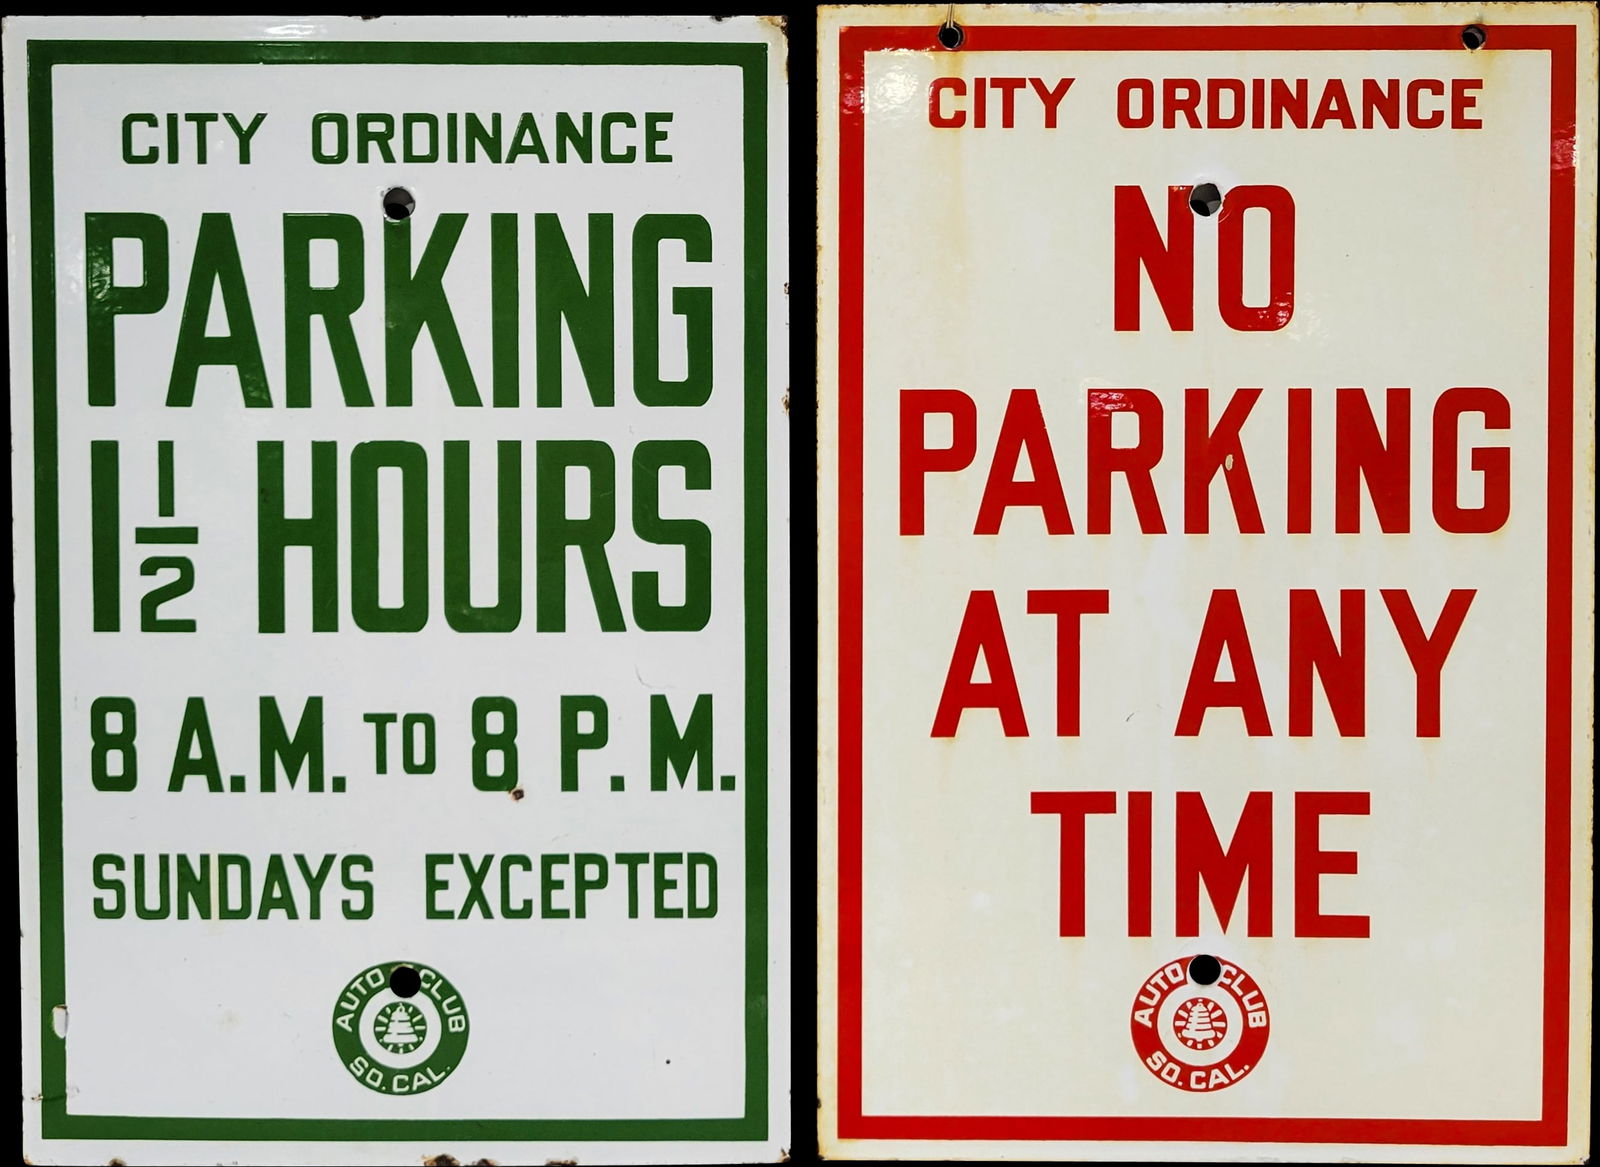 CITY ORDINANCE
PARKING
1 1/2 HOURS
8 A.M. TO 8 P.M.
SUNDAYS EXCEPTED
AUTO CLUB
SO. CAL.
CITY ORDINANCE
NO
PARKING
AT ANY
TIME
AUTO CLUB
SO. CAL.